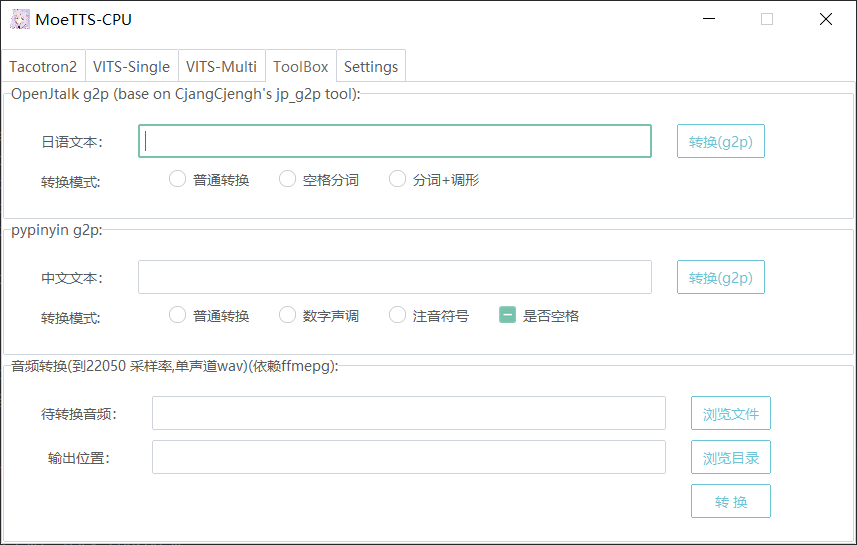 MoeTTS-CPU
Tacotron2 VITS-Single VITS-Multi ToolBox Settings
OpenJtalk g2p (base on CjangCjengh's jp_g2p tool):
日语文本: 转换(g2p)
转换模式: 普通转换 空格分词 分词+调形
pypinyin g2p:
中文文本: 转换(g2p)
转换模式: 普通转换 数字声调 注音符号 是否空格
音频转换(到22050 采样率,单声道wav)(依赖ffmepg):
待转换音频: 浏览文件
输出位置: 浏览目录
转 换